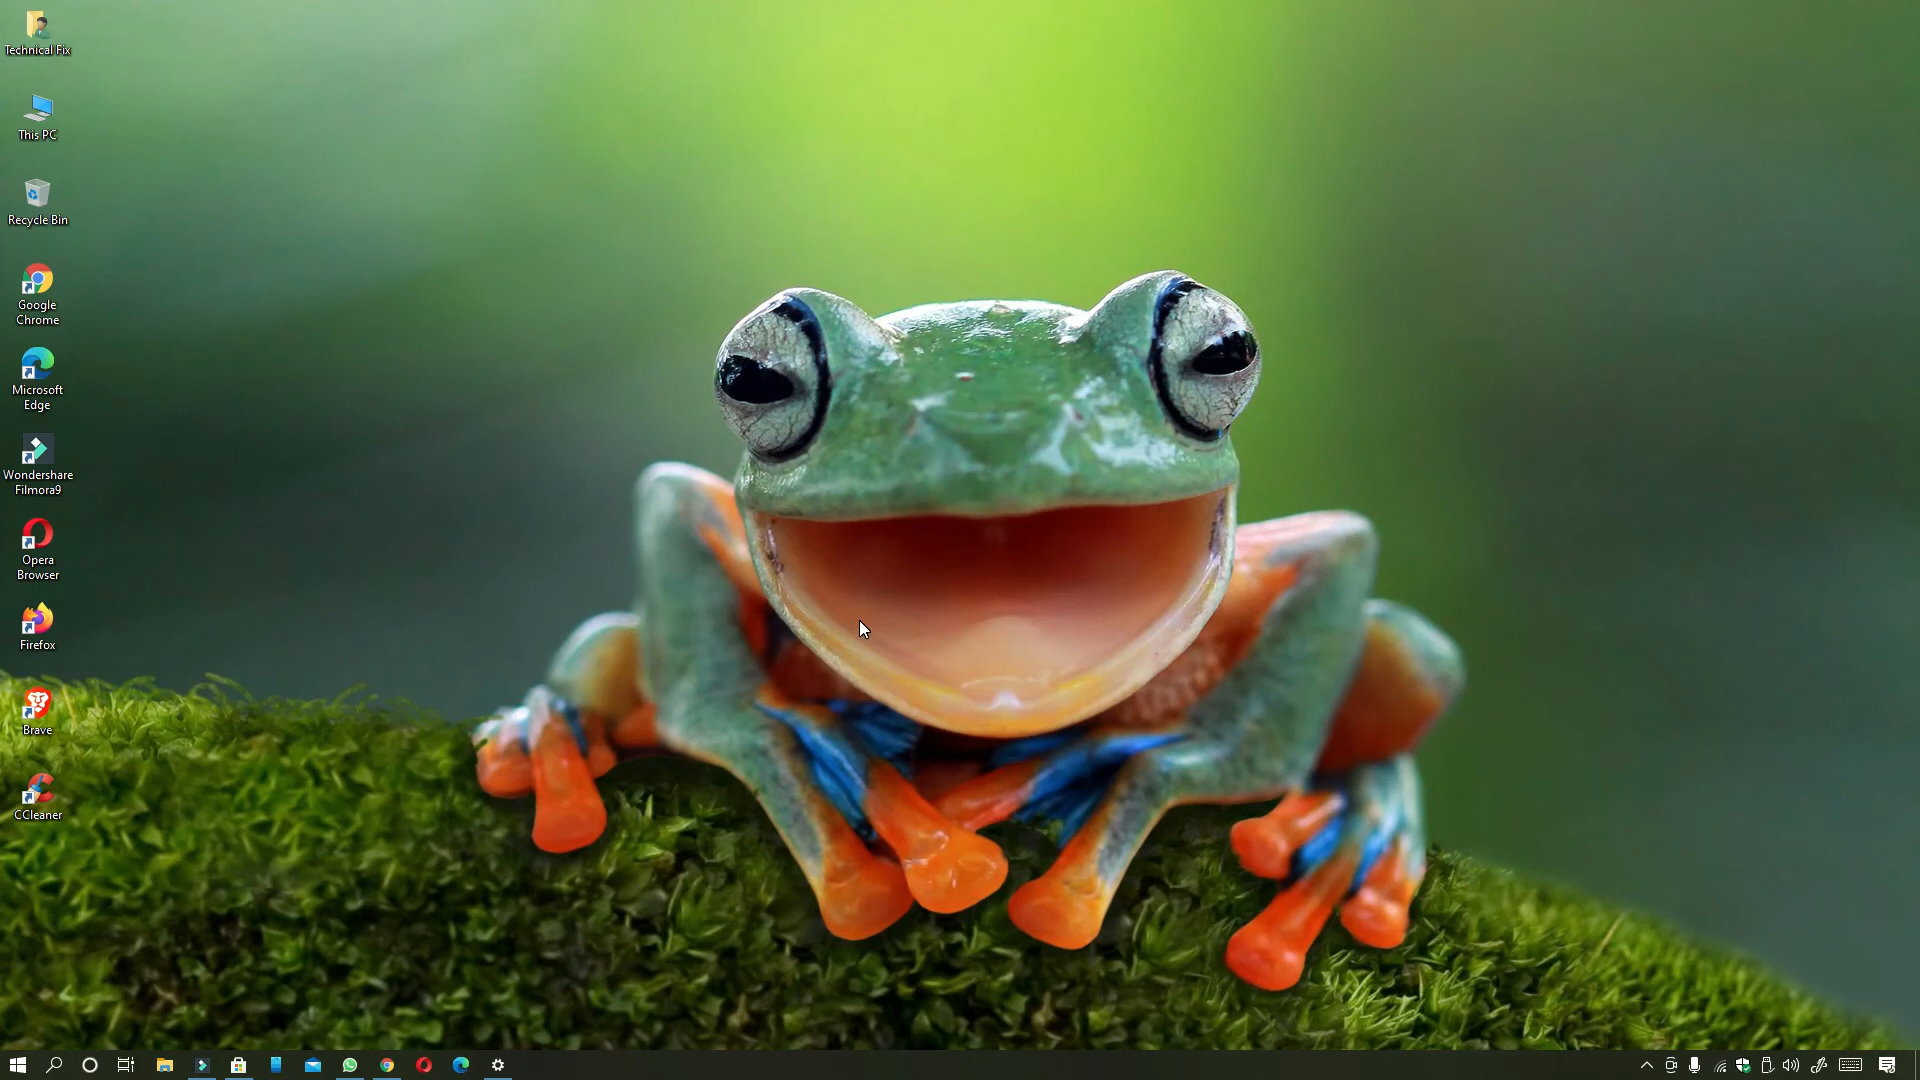 Technical Fix
This PC
Recycle Bin
Google
Chrome
Microsoft
Edge
Wondershare
Filmora9
Opera
Browser
Firefox
Brave
CCleaner